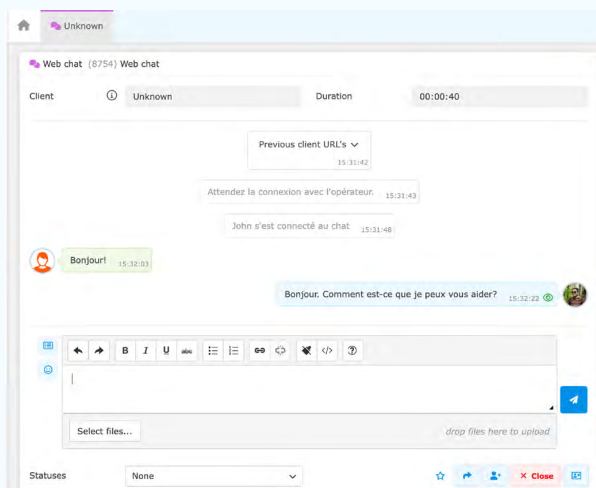 Unknown
Web chat (8754) Web chat
Client Unknown Duration 00:00:40
Previous client URL's
15:31:42
Attendez la connexion avec l'opérateur. 15:31:43
John s'est connecté au chat 15:31:48
Bonjour! 15:32:03
Bonjour. Comment est-ce que je peux vous aider? 15:32:22
B I U abc </> ?
Select files... drop files here to upload
Statuses None × Close